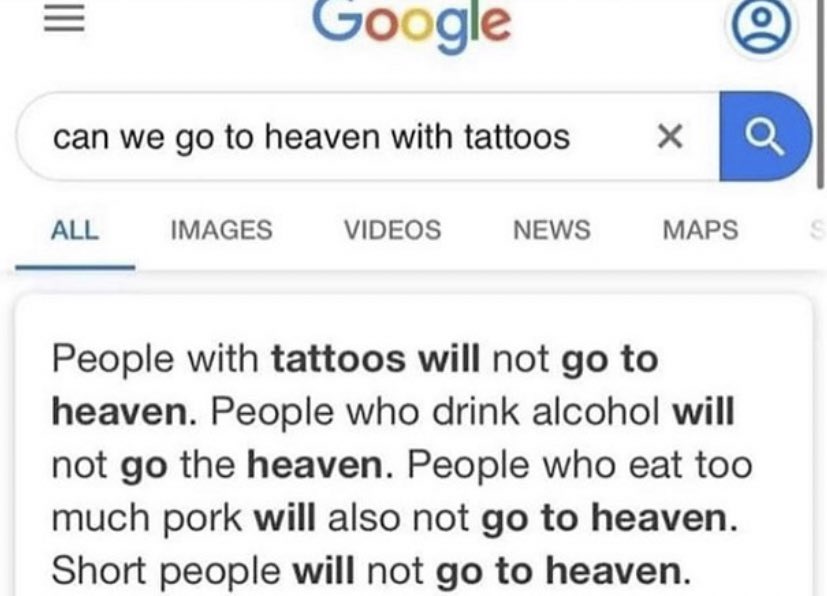 Google
can we go to heaven with tattoos
ALL IMAGES VIDEOS NEWS MAPS S
People with tattoos will not go to
heaven. People who drink alcohol will
not go the heaven. People who eat too
much pork will also not go to heaven.
Short people will not go to heaven.